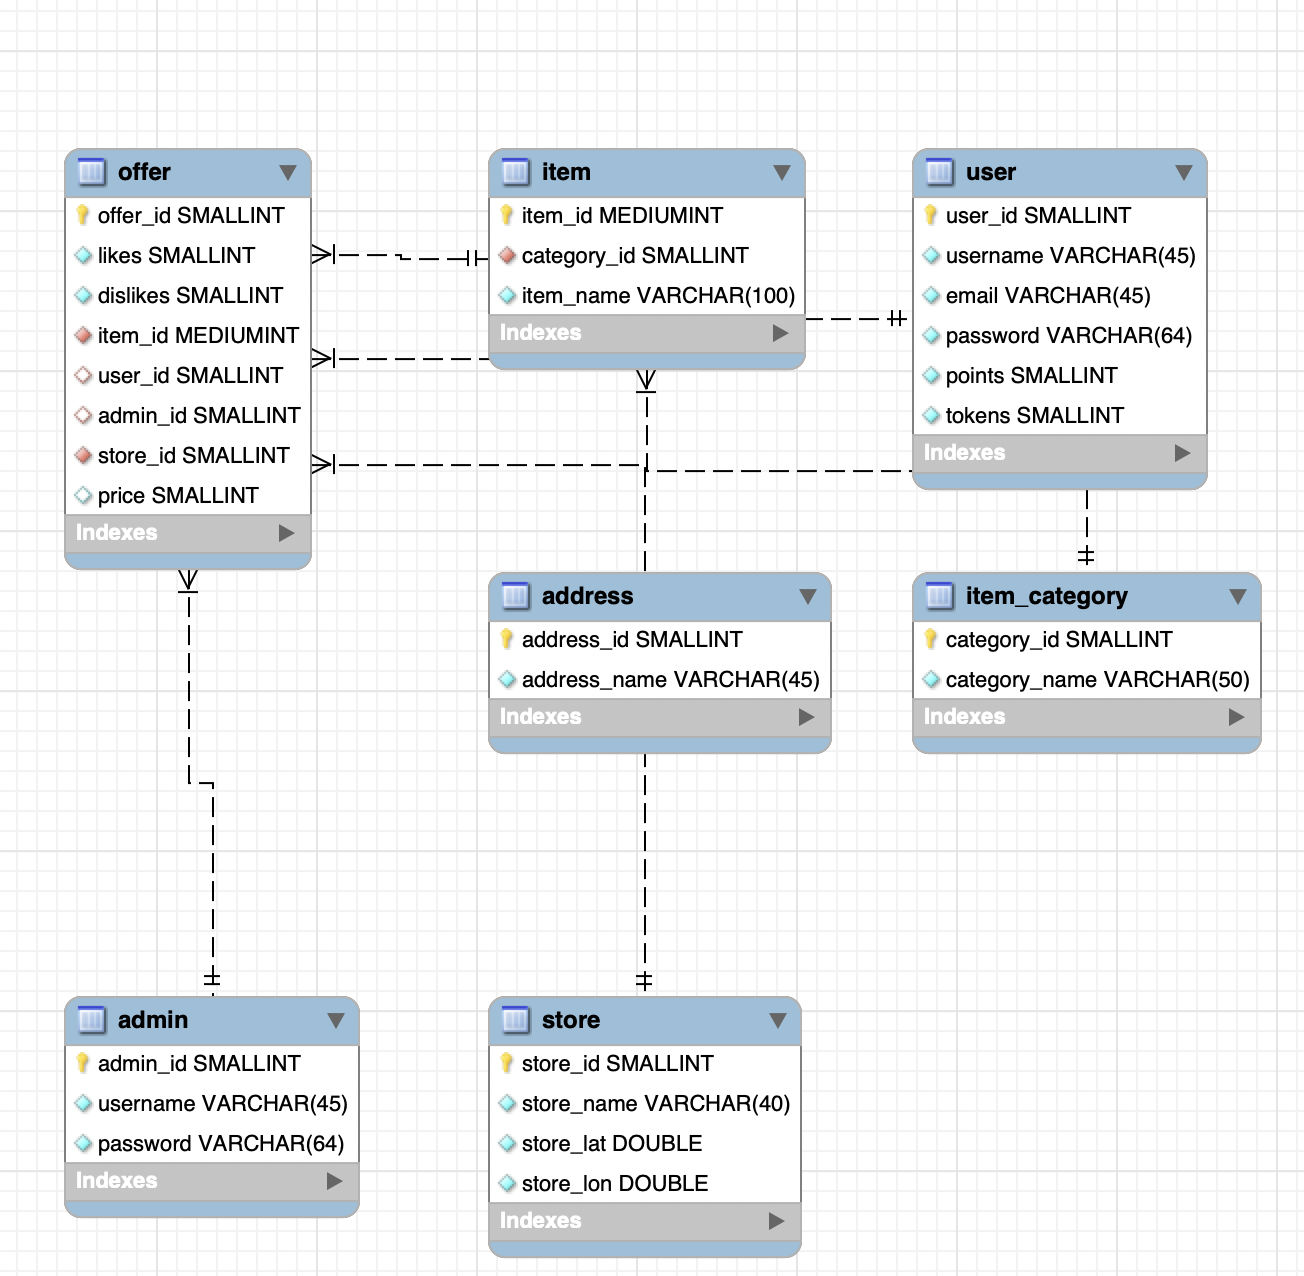 offer
offer_id SMALLINT
likes SMALLINT
dislikes SMALLINT
item_id MEDIUMINT
user_id SMALLINT
admin_id SMALLINT
store_id SMALLINT
price SMALLINT
Indexes
item
item_id MEDIUMINT
category_id SMALLINT
item_name VARCHAR(100)
Indexes
user
user_id SMALLINT
username VARCHAR(45)
email VARCHAR(45)
password VARCHAR(64)
points SMALLINT
tokens SMALLINT
Indexes
address
address_id SMALLINT
address_name VARCHAR(45)
Indexes
item_category
category_id SMALLINT
category_name VARCHAR(50)
Indexes
admin
admin_id SMALLINT
username VARCHAR(45)
password VARCHAR(64)
Indexes
store
store_id SMALLINT
store_name VARCHAR(40)
store_lat DOUBLE
store_lon DOUBLE
Indexes